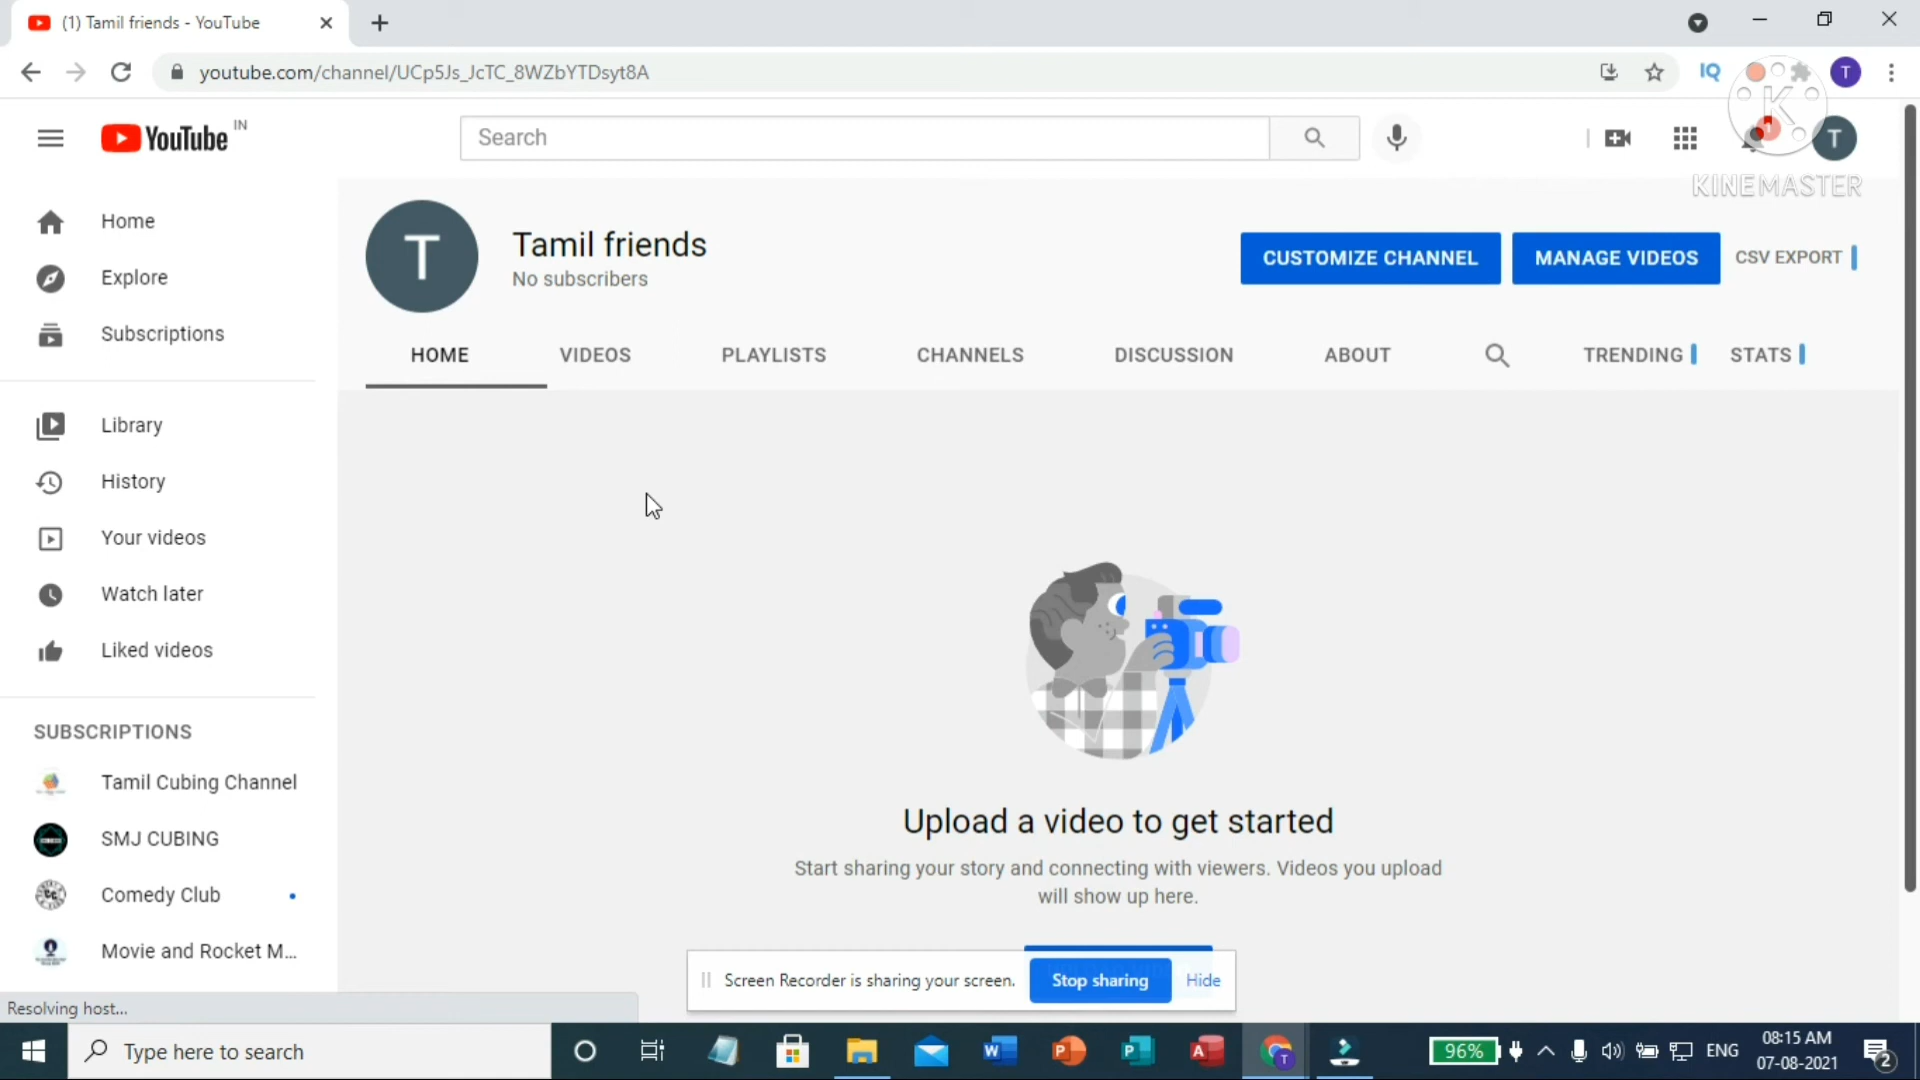 (1) Tamil friends - YouTube
youtube.com/channel/UCp5Js_JcTC_8WZbYTDsyt8A
IQ
T
YouTube IN
Search
1
T
K
KINEMASTER
Home
Explore
Subscriptions
Library
History
Your videos
Watch later
Liked videos
SUBSCRIPTIONS
Tamil Cubing Channel
SMJ CUBING
Comedy Club
Movie and Rocket M...
T
Tamil friends
No subscribers
CUSTOMIZE CHANNEL
MANAGE VIDEOS
CSV EXPORT
HOME VIDEOS PLAYLISTS CHANNELS DISCUSSION ABOUT TRENDING STATS
Upload a video to get started
Start sharing your story and connecting with viewers. Videos you upload
will show up here.
Screen Recorder is sharing your screen. Stop sharing Hide
Resolving host...
Type here to search
96%
ENG
08:15 AM
07-08-2021
2